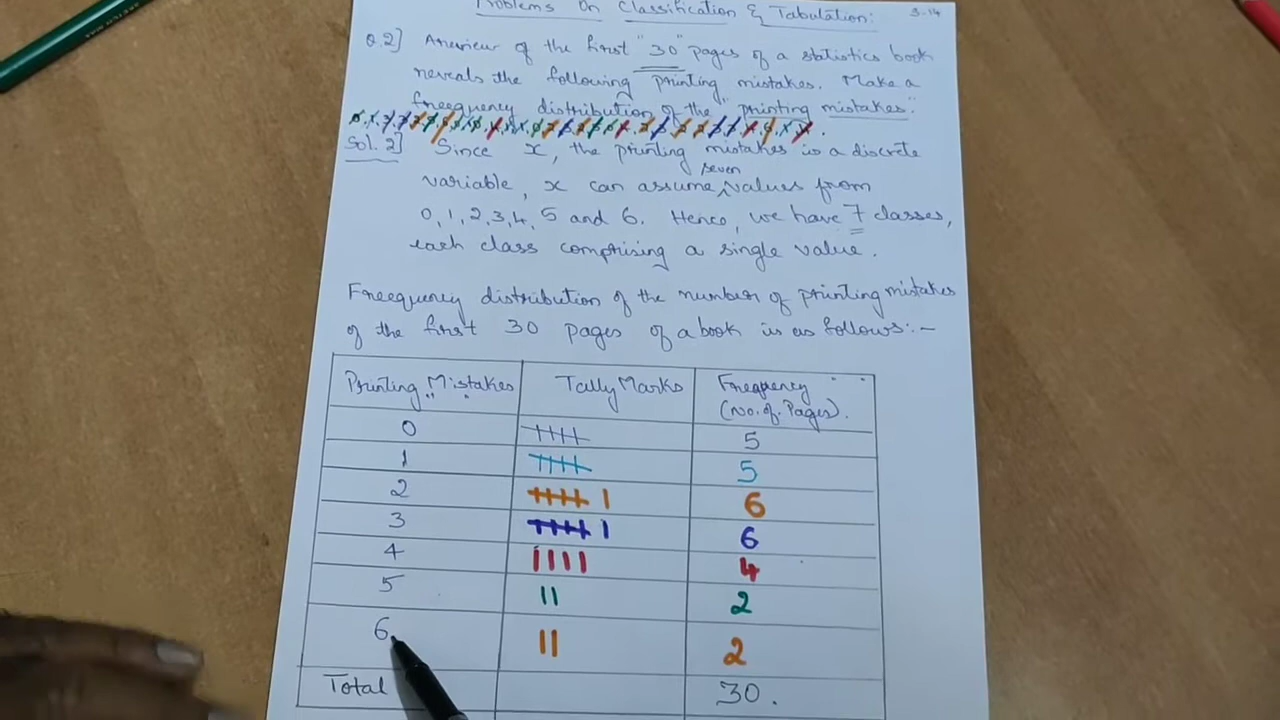 Problems On Classification & Tabulation:
3.14
Q.2] A review of the first "30" pages of a statistics book
reveals the following printing mistakes. Make a
freequency distribution of the "printing mistakes".
Sol.2] Since x, the printing mistakes is a discrete
seven
variable, x can assume values from
0, 1, 2, 3, 4, 5 and 6. Hence, we have 7 classes,
each class comprising a single value.
Freequency distribution of the number of printing mistakes
of the first 30 pages of a book is as follows:-
Printing Mistakes Tally Marks Frequency
(No. of. Pages).
0 5
1 5
2 6
3 6
4 4
5 2
6 2
Total 30.